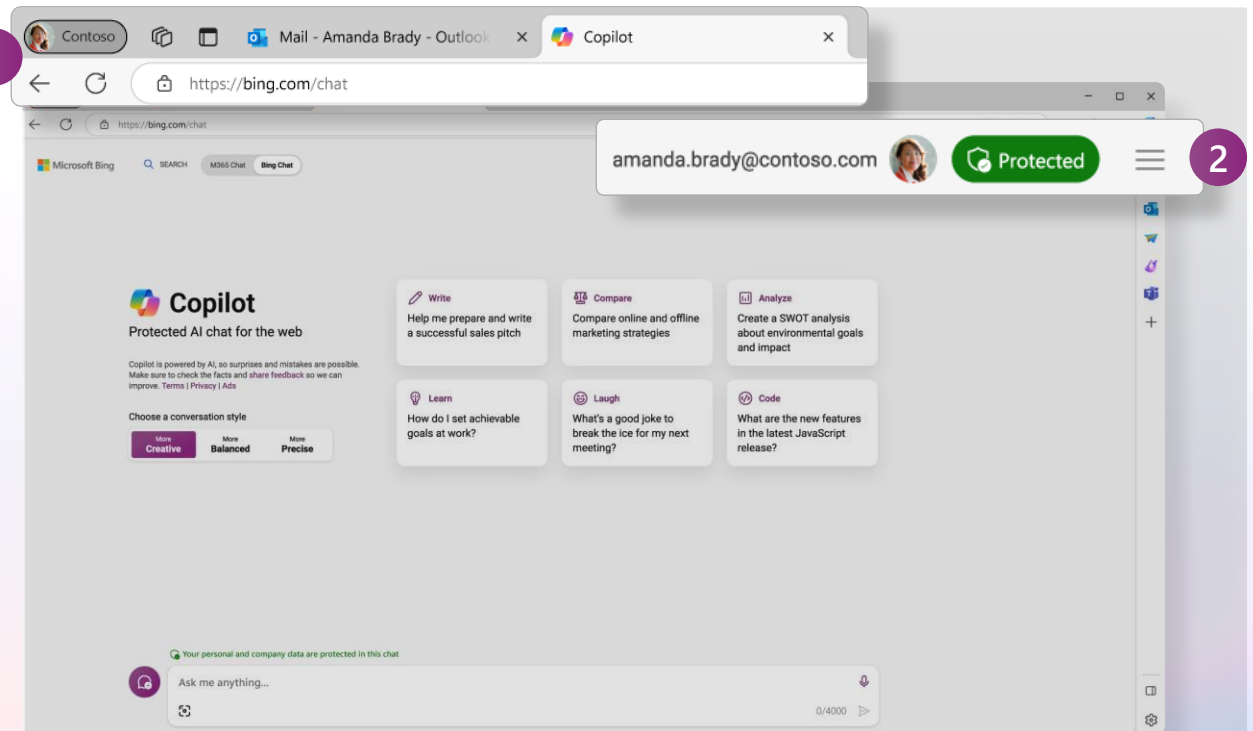 Contoso
Mail - Amanda Brady - Outlook
Copilot
https://bing.com/chat
https://bing.com/chat
amanda.brady@contoso.com
Protected
2
Microsoft Bing
SEARCH
M365 Chat
Bing Chat
Copilot
Protected AI chat for the web
Copilot is powered by AI, so surprises and mistakes are possible.
Make sure to check the facts and share feedback so we can
improve. Terms | Privacy | Ads
Choose a conversation style
More
Creative
More
Balanced
More
Precise
Write
Help me prepare and write
a successful sales pitch
Compare
Compare online and offline
marketing strategies
Analyze
Create a SWOT analysis
about environmental goals
and impact
Learn
How do I set achievable
goals at work?
Laugh
What's a good joke to
break the ice for my next
meeting?
Code
What are the new features
in the latest JavaScript
release?
Your personal and company data are protected in this chat
Ask me anything...
0/4000